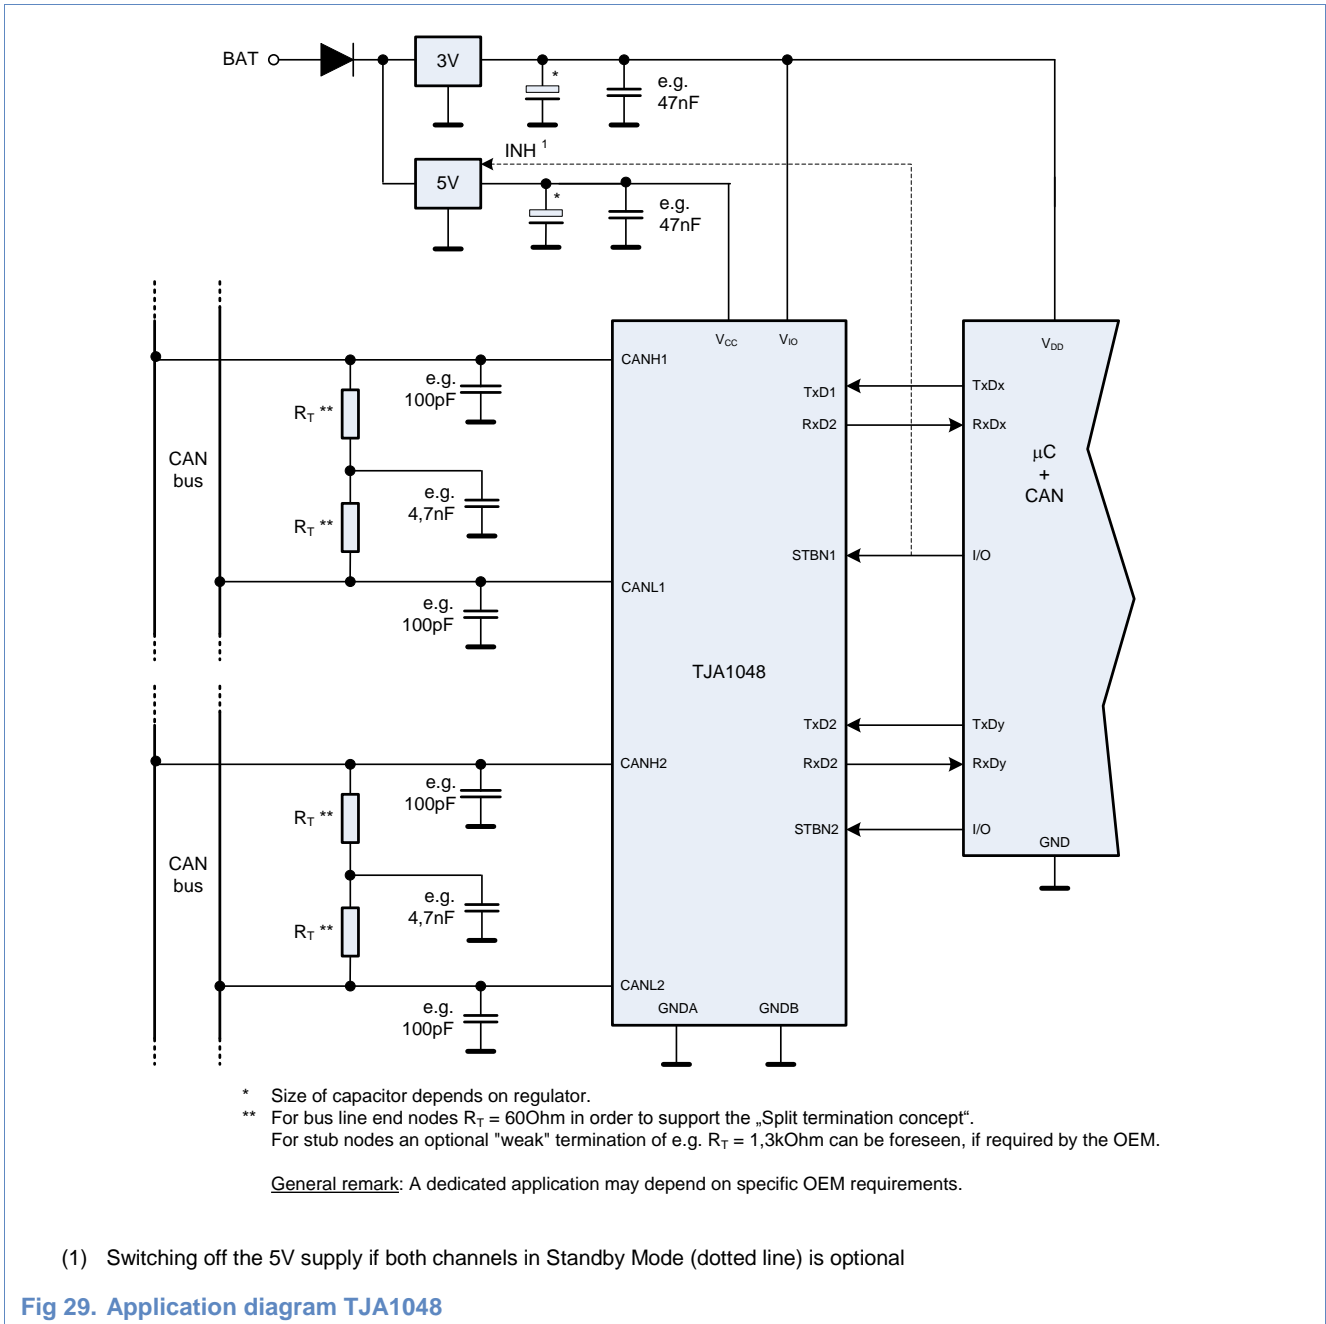 BAT
3V
*
e.g.
47nF
INH 1
5V
*
e.g.
47nF
VCC
VIO
VDD
CANH1
TxD1
TxDx
e.g.
100pF
RT **
RxD2
RxDx
CAN
bus
µC
+
CAN
e.g.
4,7nF
RT **
STBN1
I/O
CANL1
e.g.
100pF
TJA1048
TxD2
TxDy
CANH2
RxD2
RxDy
e.g.
100pF
RT **
STBN2
I/O
GND
CAN
bus
e.g.
4,7nF
RT **
CANL2
GNDA
GNDB
e.g.
100pF
* Size of capacitor depends on regulator.
** For bus line end nodes RT = 60Ohm in order to support the „Split termination concept“.
For stub nodes an optional "weak" termination of e.g. RT = 1,3kOhm can be foreseen, if required by the OEM.
General remark: A dedicated application may depend on specific OEM requirements.
(1) Switching off the 5V supply if both channels in Standby Mode (dotted line) is optional
Fig 29. Application diagram TJA1048